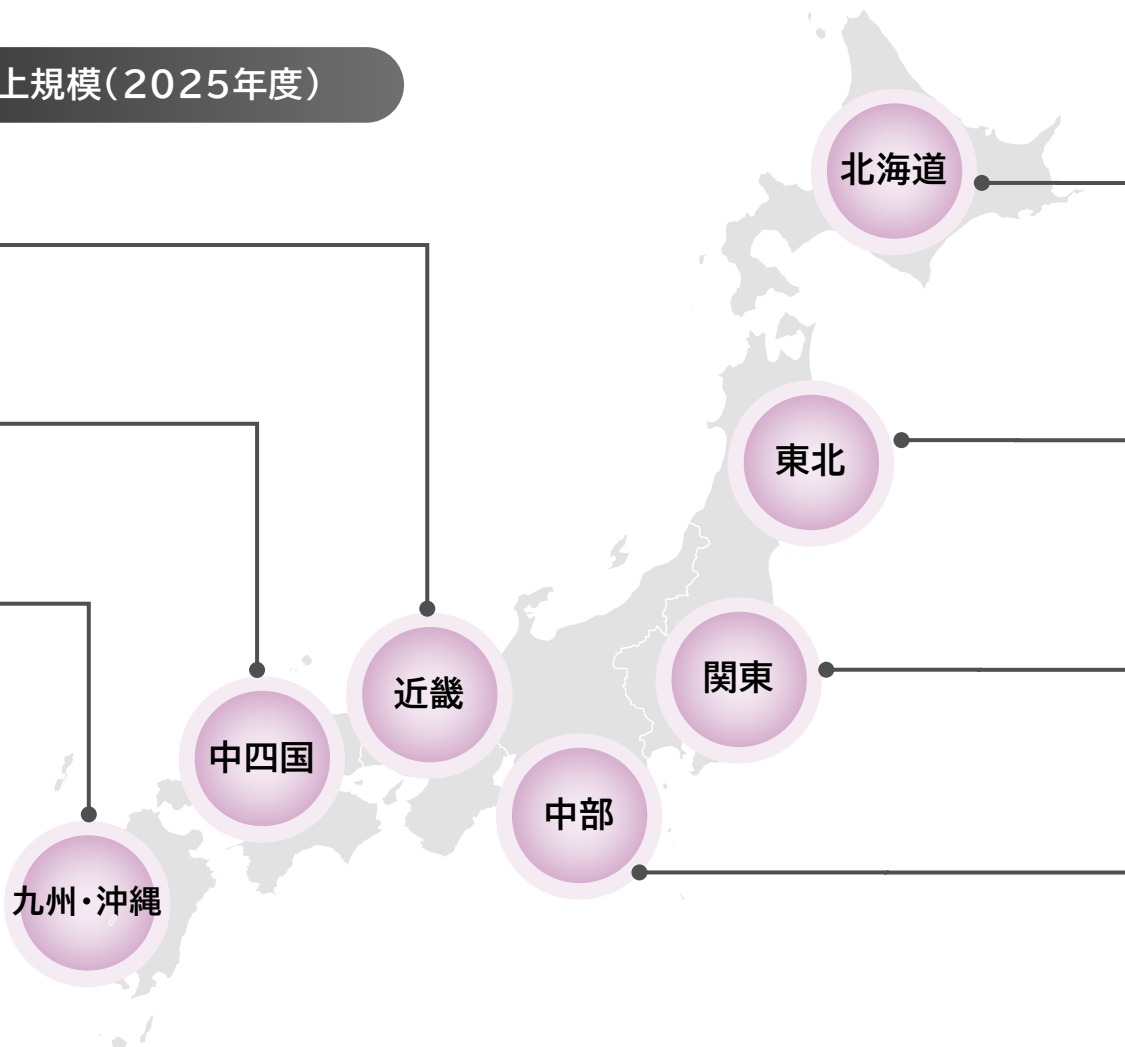 上規模(2025年度)
北海道
東北
関東
近畿
中四国
中部
九州・沖縄